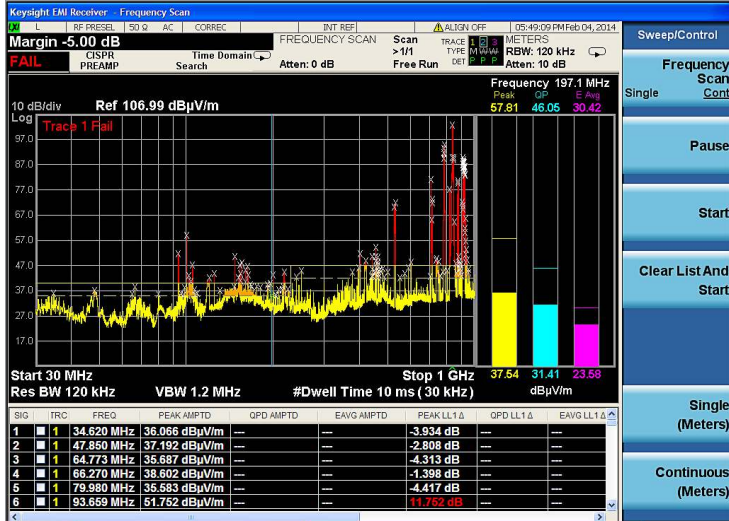 Keysight EMI Receiver - Frequency Scan
L RF PRESEL 50 Ω AC CORREC INT REF ALIGN OFF 05:49:09 PM Feb 04, 2014
Margin -5.00 dB FREQUENCY SCAN Scan TRACE 1 2 3 METERS
>1/1 TYPE M W W RBW: 120 kHz
FAIL CISPR Time Domain
PREAMP Search Atten: 0 dB Free Run DET P P P Atten: 10 dB
Frequency 197.1 MHz
Peak QP E Avg
10 dB/div Ref 106.99 dBµV/m 57.81 46.05 30.42
Log
Trace 1 Fail
97.0
87.0
77.0
67.0
57.0
47.0
37.0
27.0
17.0
Start 30 MHz Stop 1 GHz 37.54 31.41 23.58
Res BW 120 kHz VBW 1.2 MHz #Dwell Time 10 ms (30 kHz) dBµV/m
SIG TRC FREQ PEAK AMPTD QPD AMPTD EAVG AMPTD PEAK LL1 Δ QPD LL1 Δ EAVG LL1 Δ
1 1 34.620 MHz 36.066 dBµV/m --- --- -3.934 dB --- ---
2 1 47.850 MHz 37.192 dBµV/m --- --- -2.808 dB --- ---
3 1 64.773 MHz 35.687 dBµV/m --- --- -4.313 dB --- ---
4 1 66.270 MHz 38.602 dBµV/m --- --- -1.398 dB --- ---
5 1 79.980 MHz 35.583 dBµV/m --- --- -4.417 dB --- ---
6 1 93.659 MHz 51.752 dBµV/m --- --- 11.752 dB --- ---
Sweep/Control
Frequency
Scan
Single Cont
Pause
Start
Clear List And
Start
Single
(Meters)
Continuous
(Meters)